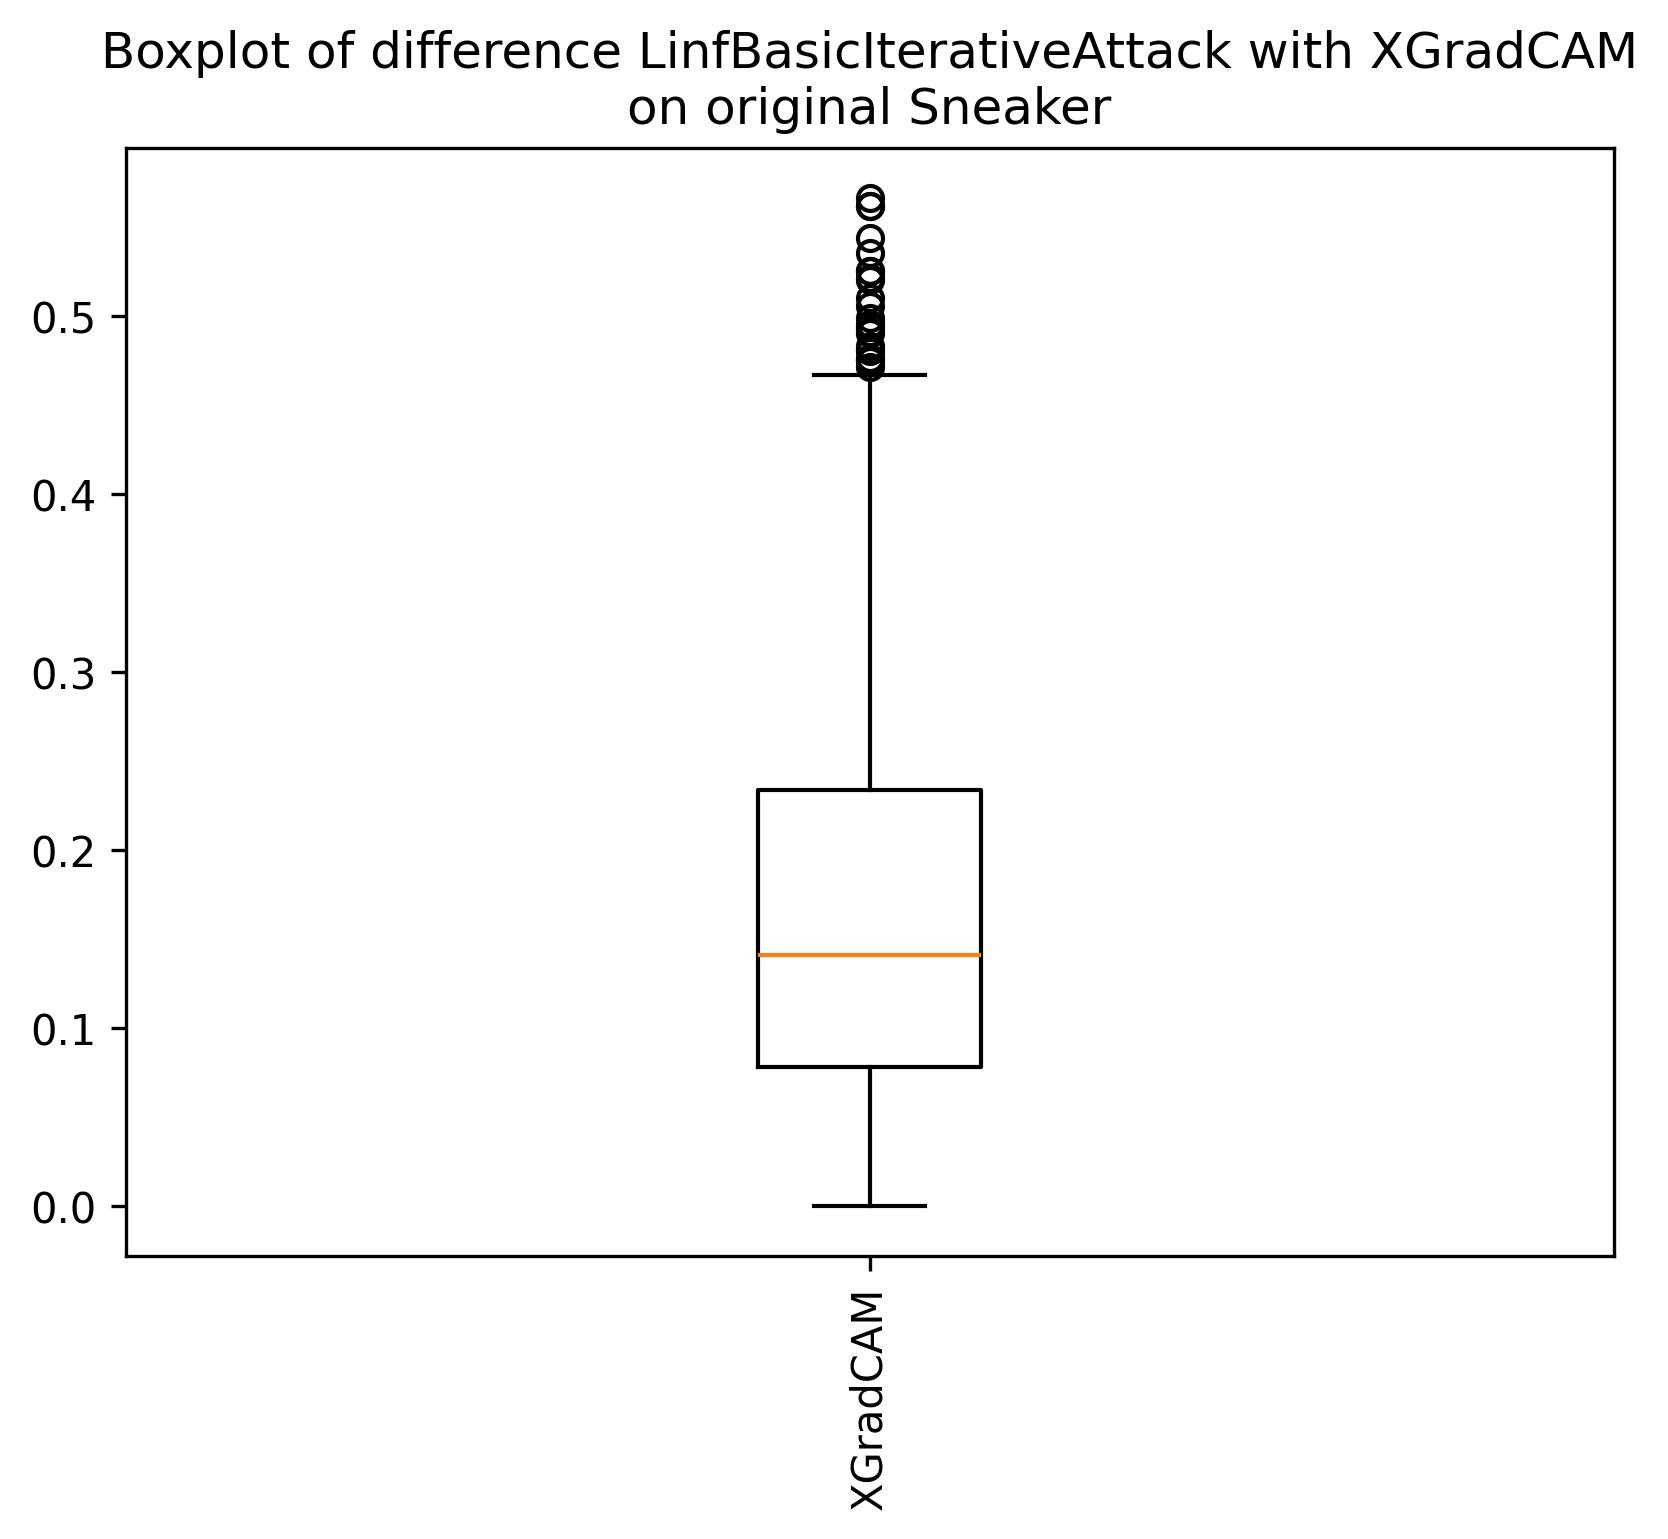 Boxplot of difference LinfBasicIterativeAttack with XGradCAM
on original Sneaker
0.5
0.4
0.3
0.2
0.1
0.0
XGradCAM